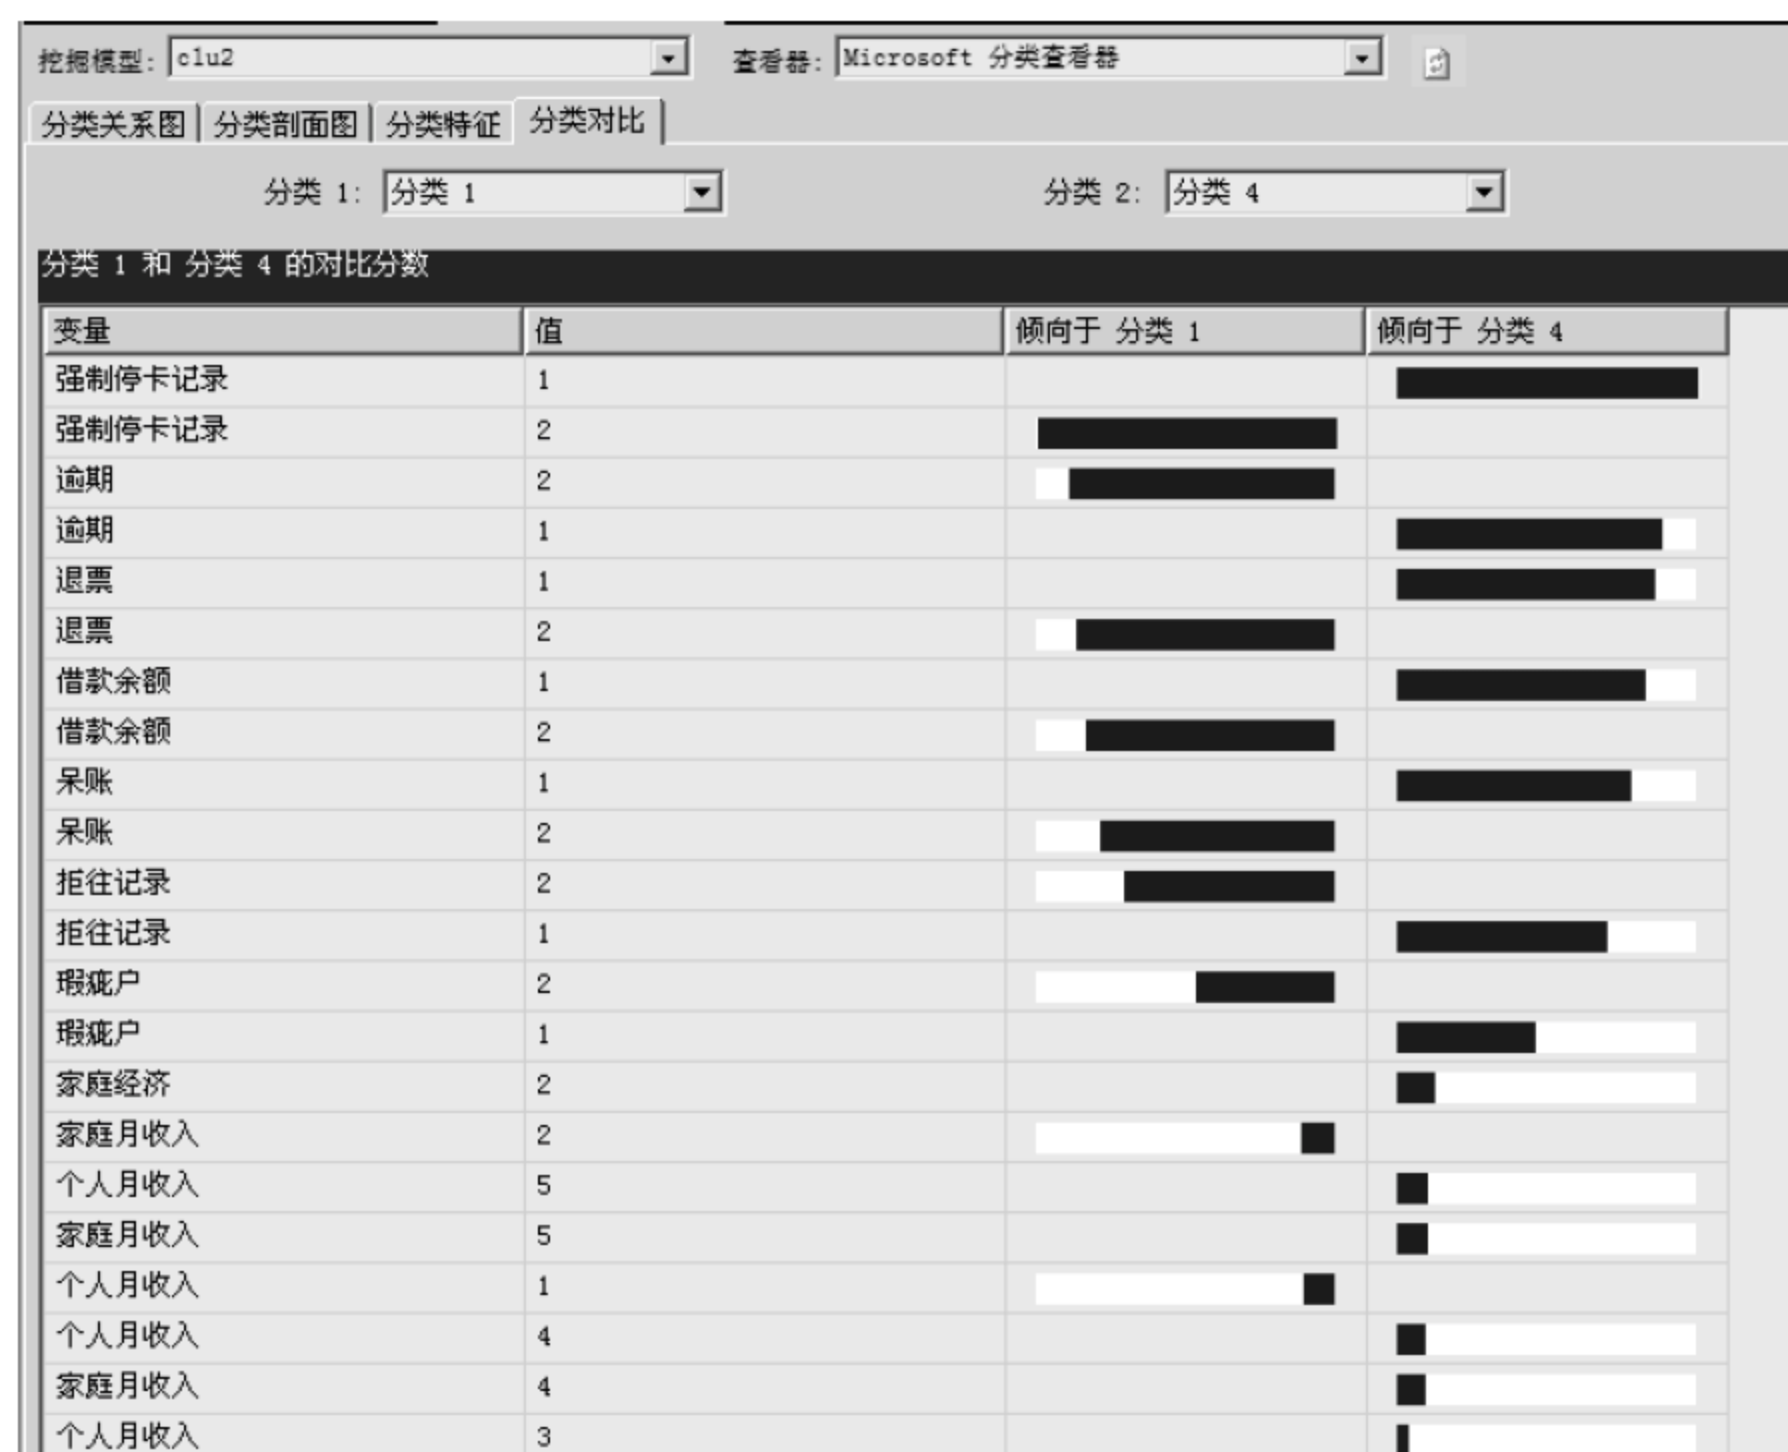 挖掘模型: clu2 查看器: Microsoft 分类查看器
分类关系图 分类剖面图 分类特征 分类对比
分类 1: 分类 1 分类 2: 分类 4
分类 1 和 分类 4 的对比分数
变量 值 倾向于 分类 1 倾向于 分类 4
强制停卡记录 1
强制停卡记录 2
逾期 2
逾期 1
退票 1
退票 2
借款余额 1
借款余额 2
呆账 1
呆账 2
拒往记录 2
拒往记录 1
瑕疵户 2
瑕疵户 1
家庭经济 2
家庭月收入 2
个人月收入 5
家庭月收入 5
个人月收入 1
个人月收入 4
家庭月收入 4
个人月收入 3